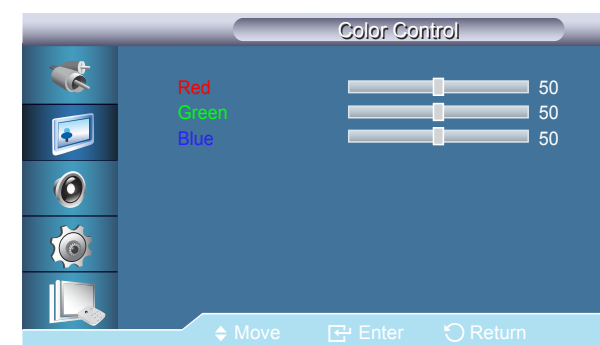 Color Control
Red 50
Green 50
Blue 50
Move Enter Return